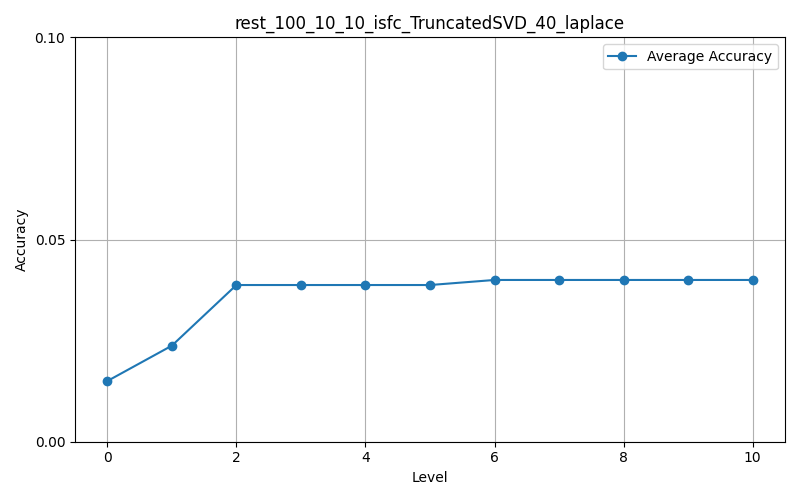 rest_100_10_10_isfc_TruncatedSVD_40_laplace
Average Accuracy
0.10
0.05
0.00
Accuracy
0 2 4 6 8 10
Level